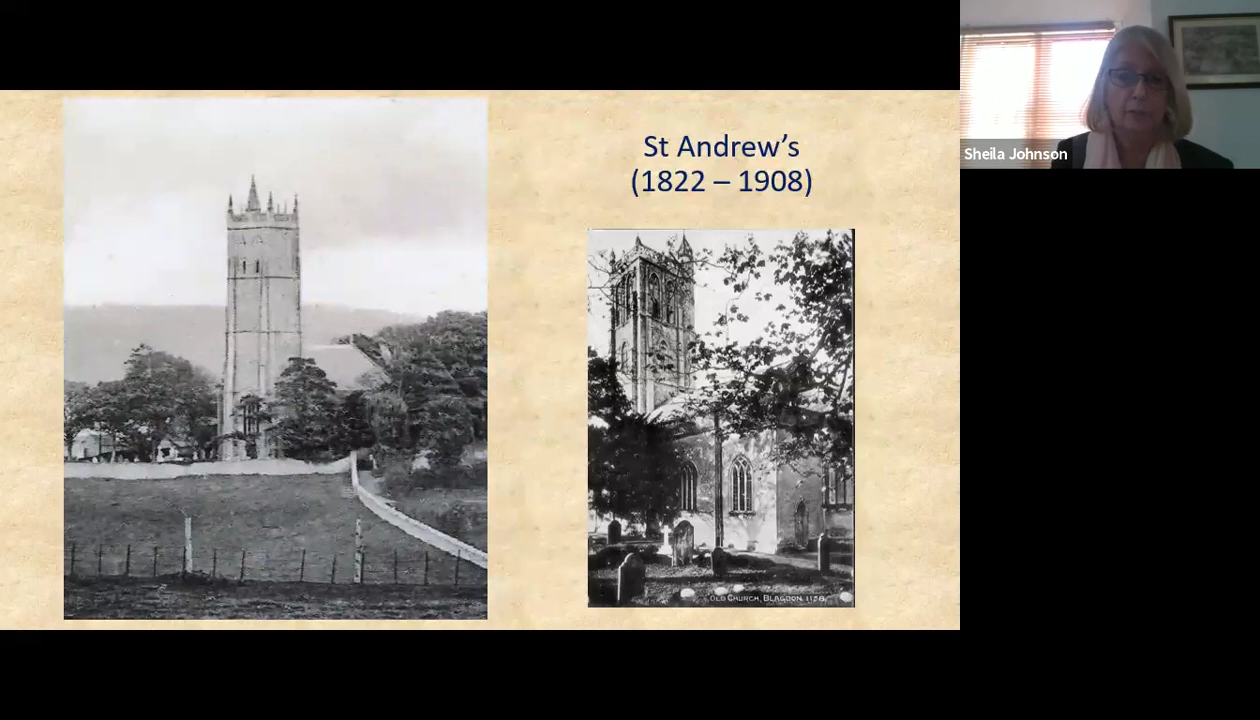 St Andrew's
(1822 – 1908)
Sheila Johnson
OLD CHURCH, BLAGDON. 1158.